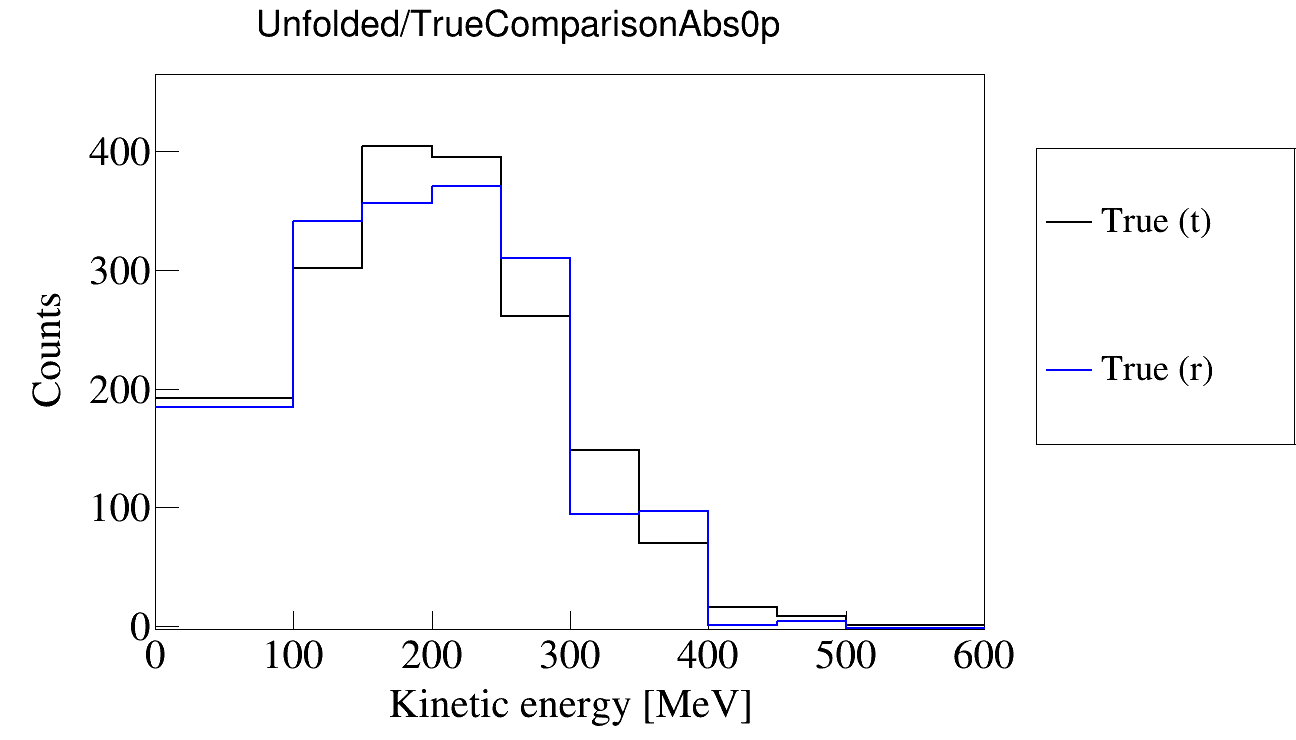 Unfolded/TrueComparisonAbs0p
400
300
200
100
0
Counts
0 100 200 300 400 500 600
Kinetic energy [MeV]
True (t)
True (r)